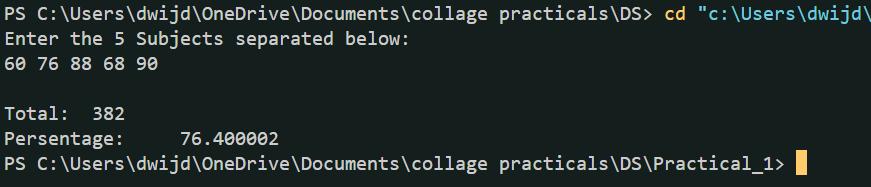 PS C:\Users\dwijd\OneDrive\Documents\collage practicals\DS> cd "c:\Users\dwijd\
Enter the 5 Subjects separated below:
60 76 88 68 90
Total:  382
Persentage:     76.400002
PS C:\Users\dwijd\OneDrive\Documents\collage practicals\DS\Practical_1>